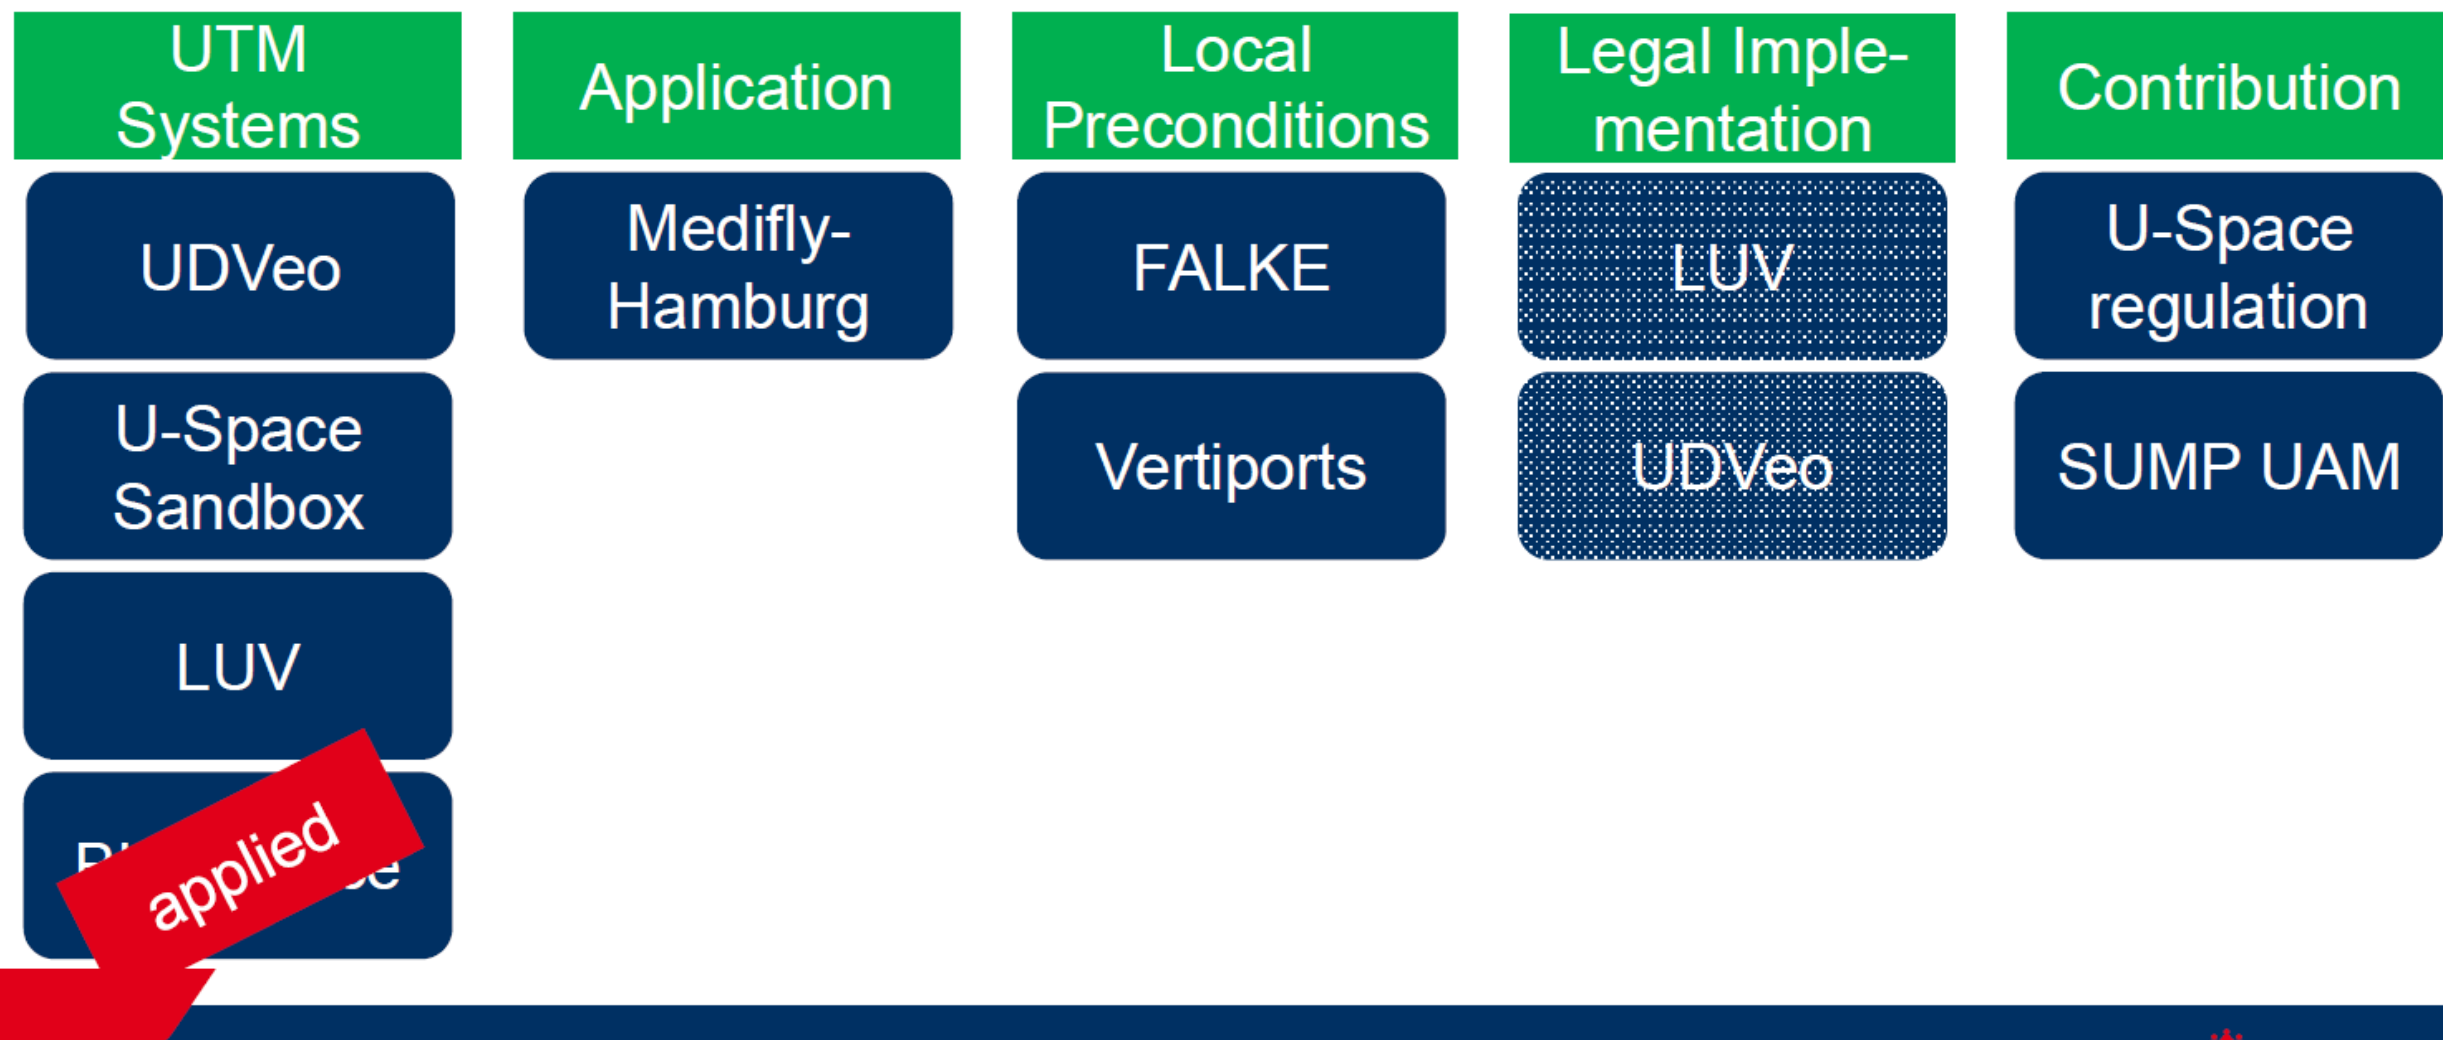 UTM
Systems
UDVeo
U-Space
Sandbox
LUV
applied
Application
Medifly-
Hamburg
Local
Preconditions
FALKE
Vertiports
Legal Imple-
mentation
LUV
UDVeo
Contribution
U-Space
regulation
SUMP UAM